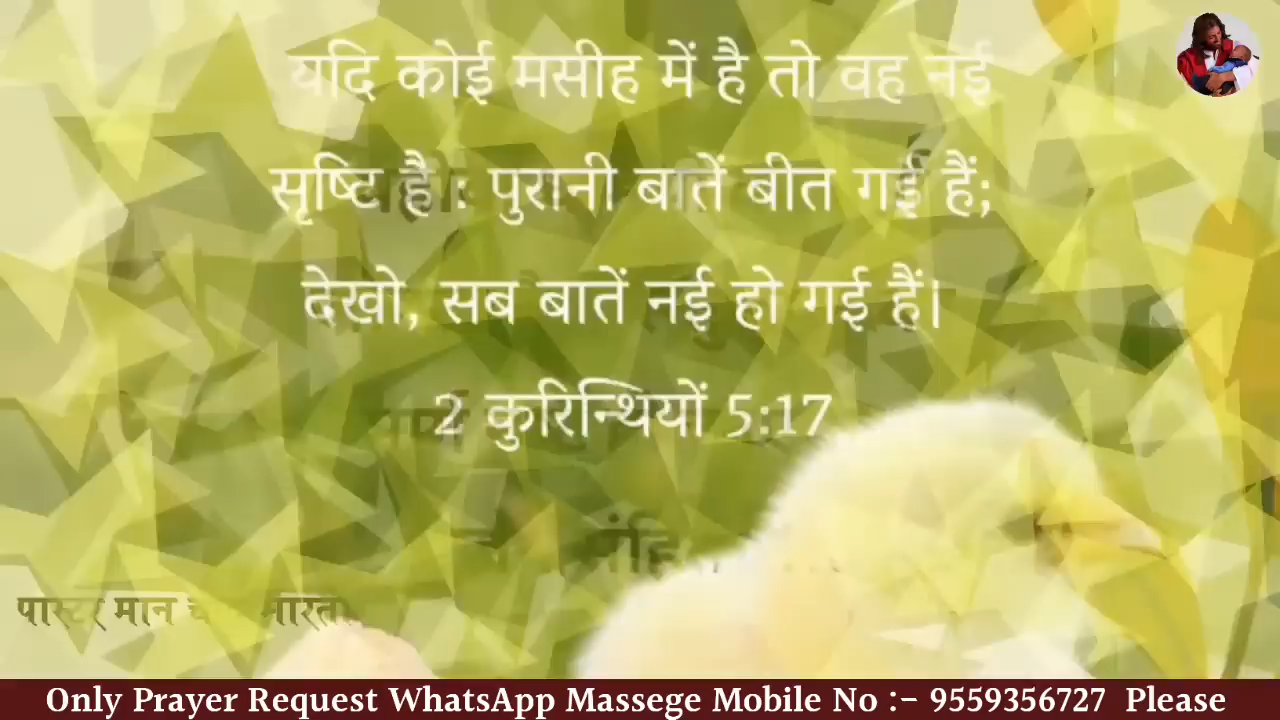 यदि कोई मसीह में है तो वह नई
सृष्टि है : पुरानी बातें बीत गई हैं;
देखो, सब बातें नई हो गई हैं।
2 कुरिन्थियों 5:17
पास्टर मान
Only Prayer Request WhatsApp Massege Mobile No :- 9559356727 Please